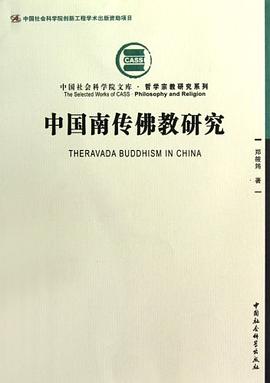 中国社会科学院创新工程学术出版资助项目
CASS
中国社会科学院文库·哲学宗教研究系列
The Selected Works of CASS·Philosophy and Religion
中国南传佛教研究
THERAVADA BUDDHISM IN CHINA
郑筱筠 著
中国社会科学出版社